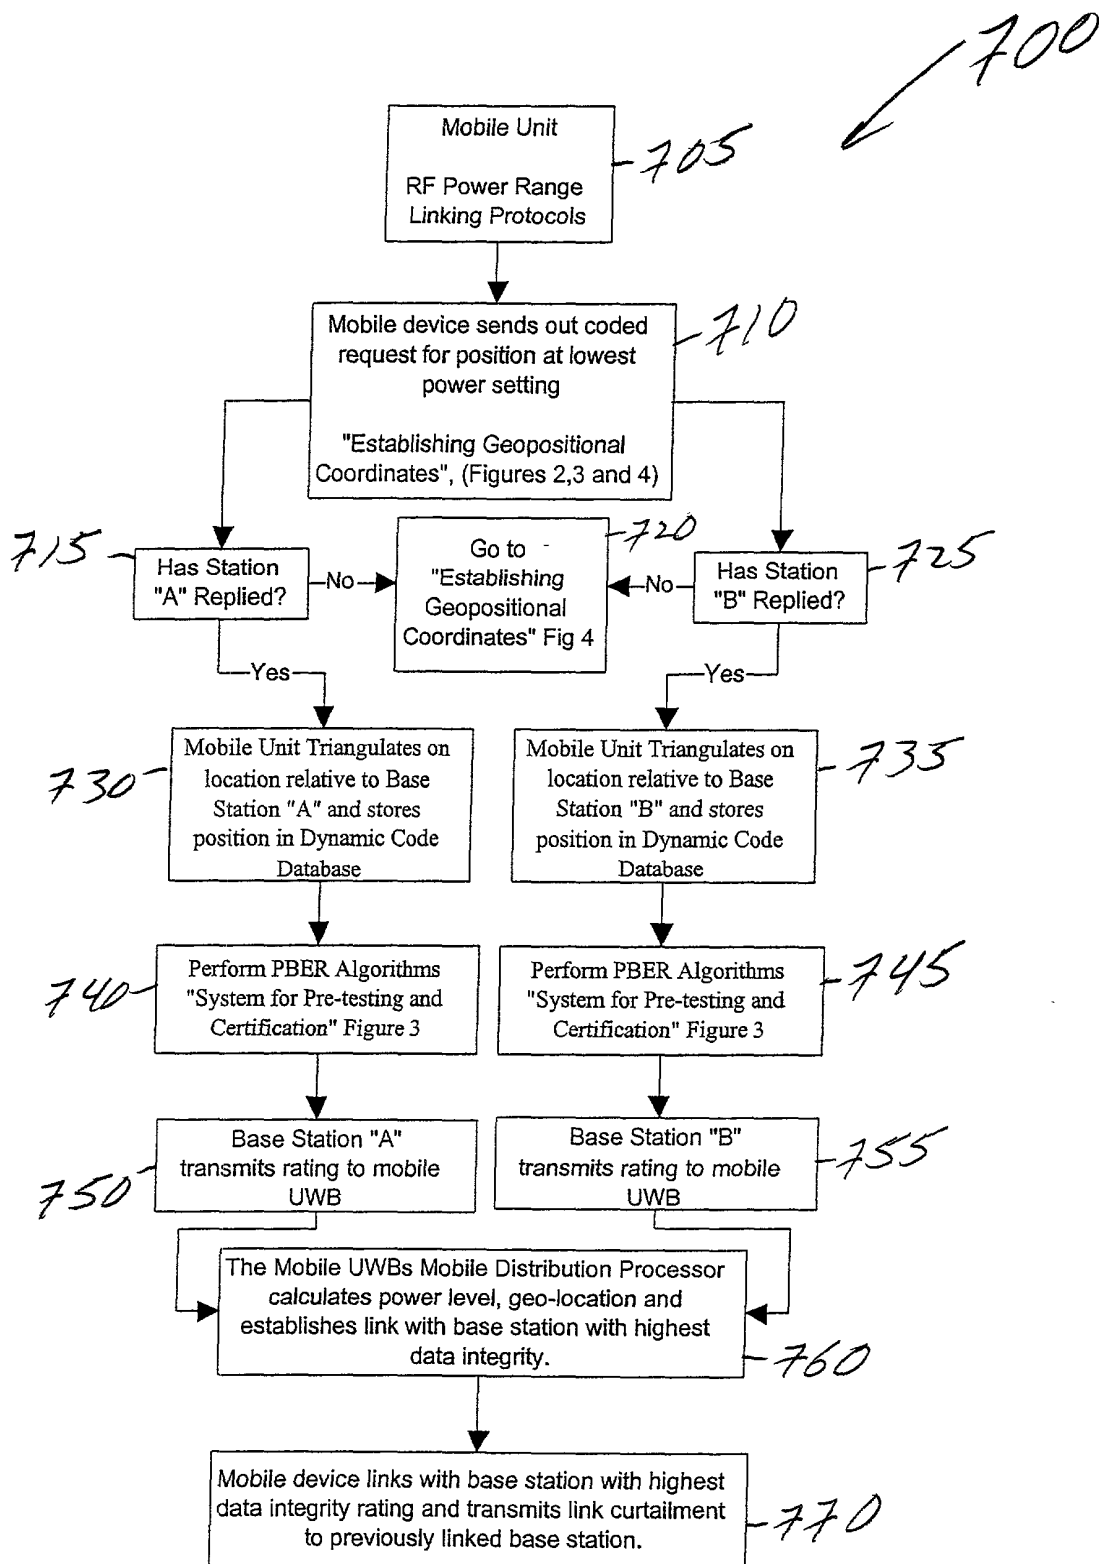 700
Mobile Unit
RF Power Range
Linking Protocols
705
Mobile device sends out coded
request for position at lowest
power setting
"Establishing Geopositional
Coordinates", (Figures 2,3 and 4)
710
715
Has Station
"A" Replied?
No
Go to
"Establishing
Geopositional
Coordinates" Fig 4
720
No
Has Station
"B" Replied?
725
Yes
Yes
Mobile Unit Triangulates on
location relative to Base
Station "A" and stores
position in Dynamic Code
Database
730
Mobile Unit Triangulates on
location relative to Base
Station "B" and stores
position in Dynamic Code
Database
735
Perform PBER Algorithms
"System for Pre-testing and
Certification" Figure 3
740
Perform PBER Algorithms
"System for Pre-testing and
Certification" Figure 3
745
Base Station "A"
transmits rating to mobile
UWB
750
Base Station "B"
transmits rating to mobile
UWB
755
The Mobile UWBs Mobile Distribution Processor
calculates power level, geo-location and
establishes link with base station with highest
data integrity.
760
Mobile device links with base station with highest
data integrity rating and transmits link curtailment
to previously linked base station.
770